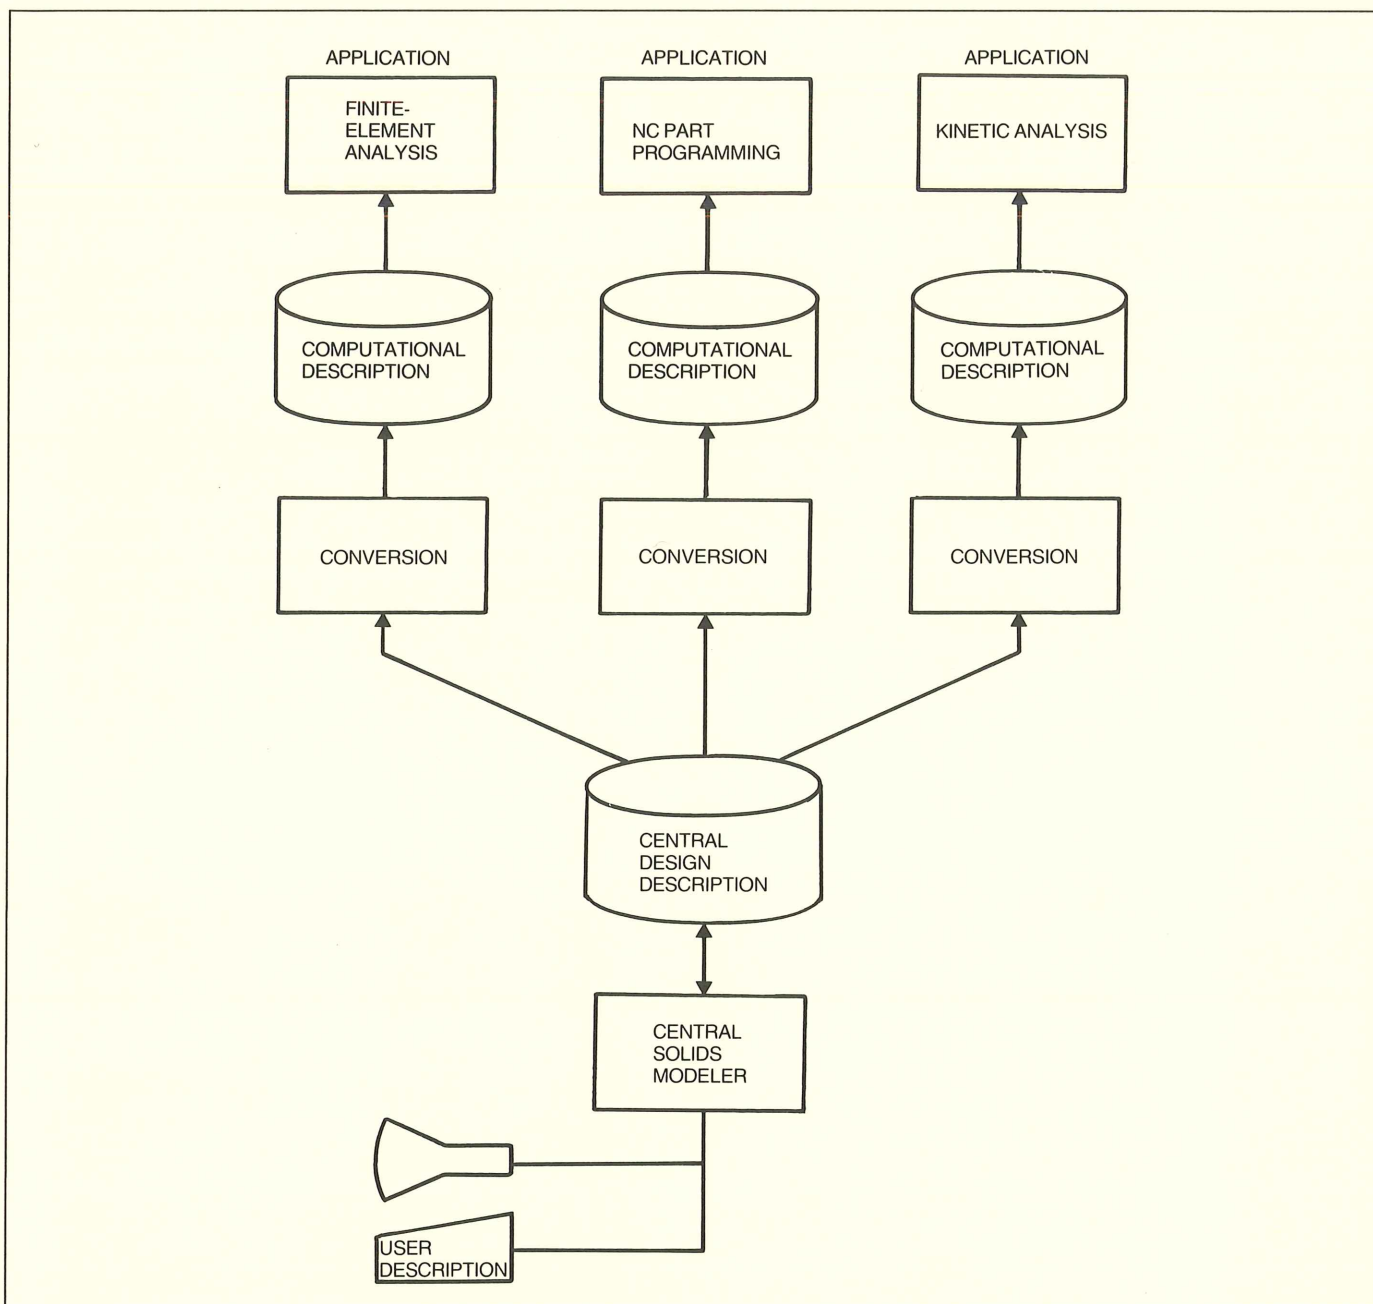 APPLICATION
FINITE-
ELEMENT
ANALYSIS
APPLICATION
NC PART
PROGRAMMING
APPLICATION
KINETIC ANALYSIS
COMPUTATIONAL
DESCRIPTION
COMPUTATIONAL
DESCRIPTION
COMPUTATIONAL
DESCRIPTION
CONVERSION
CONVERSION
CONVERSION
CENTRAL
DESIGN
DESCRIPTION
CENTRAL
SOLIDS
MODELER
USER
DESCRIPTION